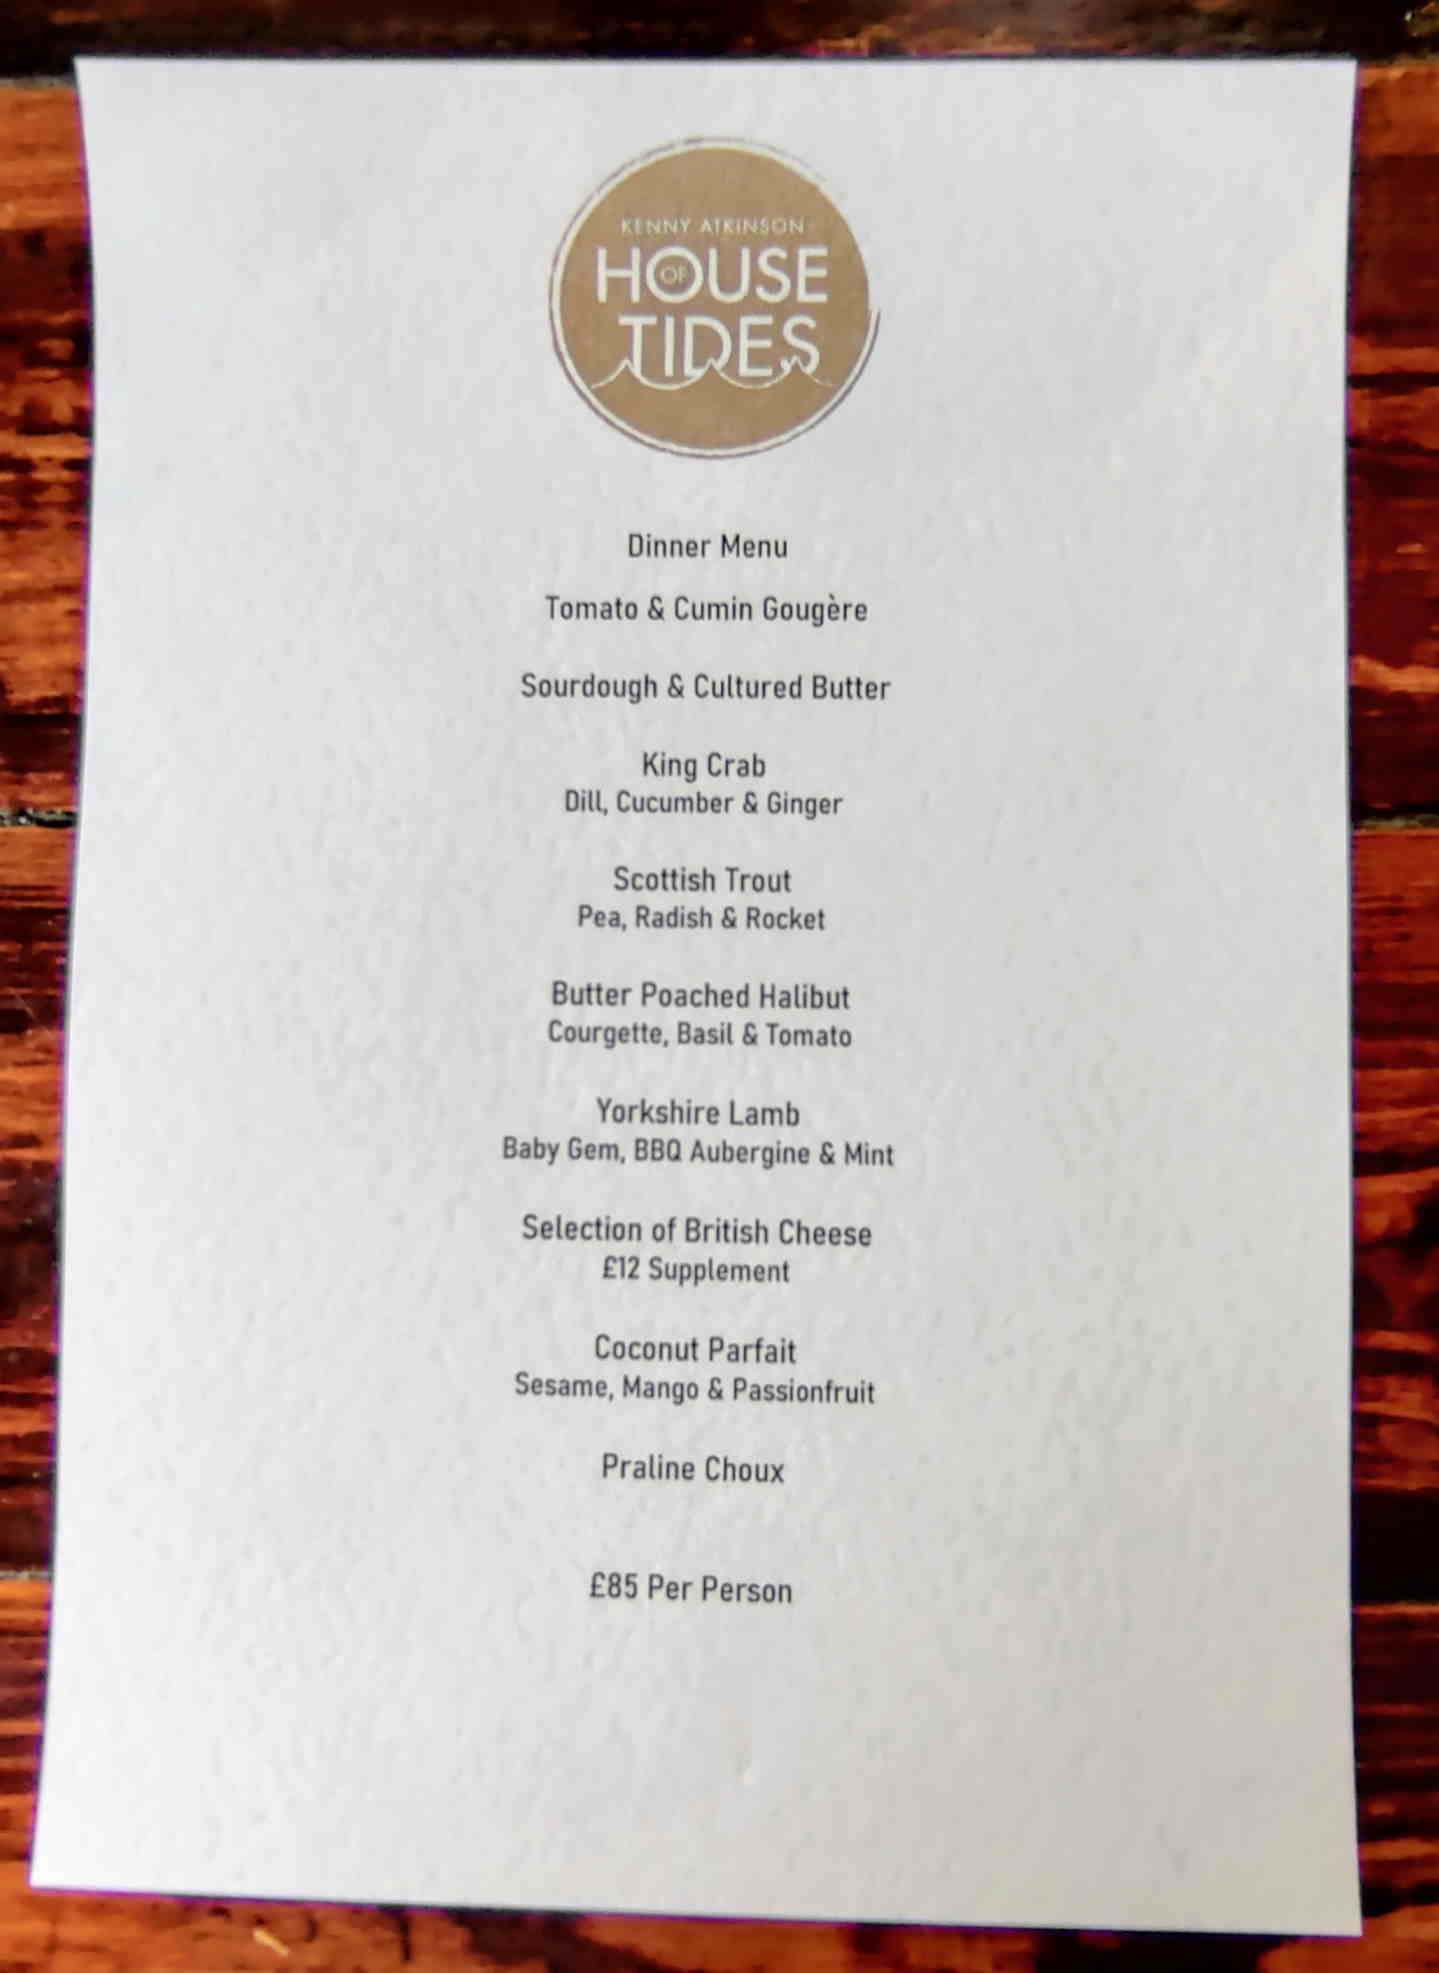 KENNY ATKINSON
HOUSE
OF
TIDES
Dinner Menu
Tomato & Cumin Gougère
Sourdough & Cultured Butter
King Crab
Dill, Cucumber & Ginger
Scottish Trout
Pea, Radish & Rocket
Butter Poached Halibut
Courgette, Basil & Tomato
Yorkshire Lamb
Baby Gem, BBQ Aubergine & Mint
Selection of British Cheese
£12 Supplement
Coconut Parfait
Sesame, Mango & Passionfruit
Praline Choux
£85 Per Person